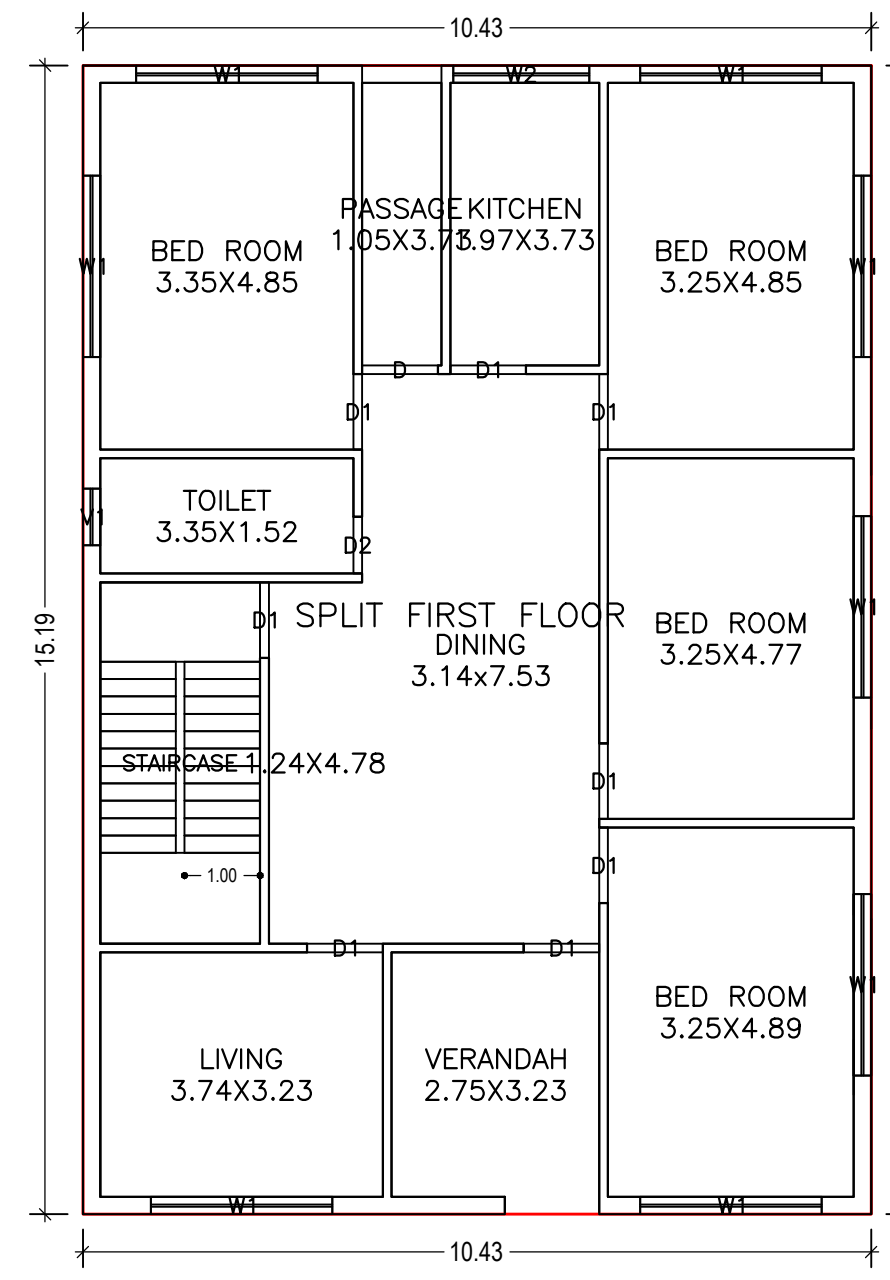 10.43
W1
W2
W1
PASSAGE
1.05X3.73
KITCHEN
1.97X3.73
BED ROOM
3.35X4.85
BED ROOM
3.25X4.85
W1
W1
D
D1
D1
D1
TOILET
3.35X1.52
V1
D2
15.19
D1
SPLIT FIRST FLOOR
DINING
3.14x7.53
BED ROOM
3.25X4.77
W1
STAIRCASE 1.24X4.78
D1
1.00
D1
D1
D1
BED ROOM
3.25X4.89
W1
LIVING
3.74X3.23
VERANDAH
2.75X3.23
W1
W1
10.43